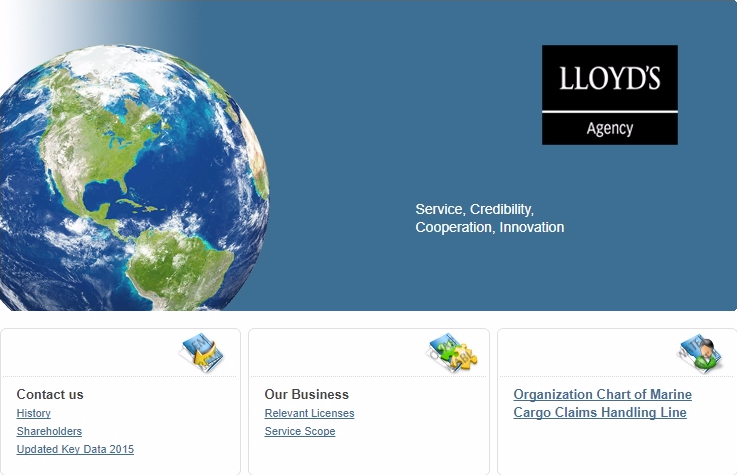 LLOYD'S
Agency
Service, Credibility,
Cooperation, Innovation
Contact us
History
Shareholders
Updated Key Data 2015
Our Business
Relevant Licenses
Service Scope
Organization Chart of Marine
Cargo Claims Handling Line